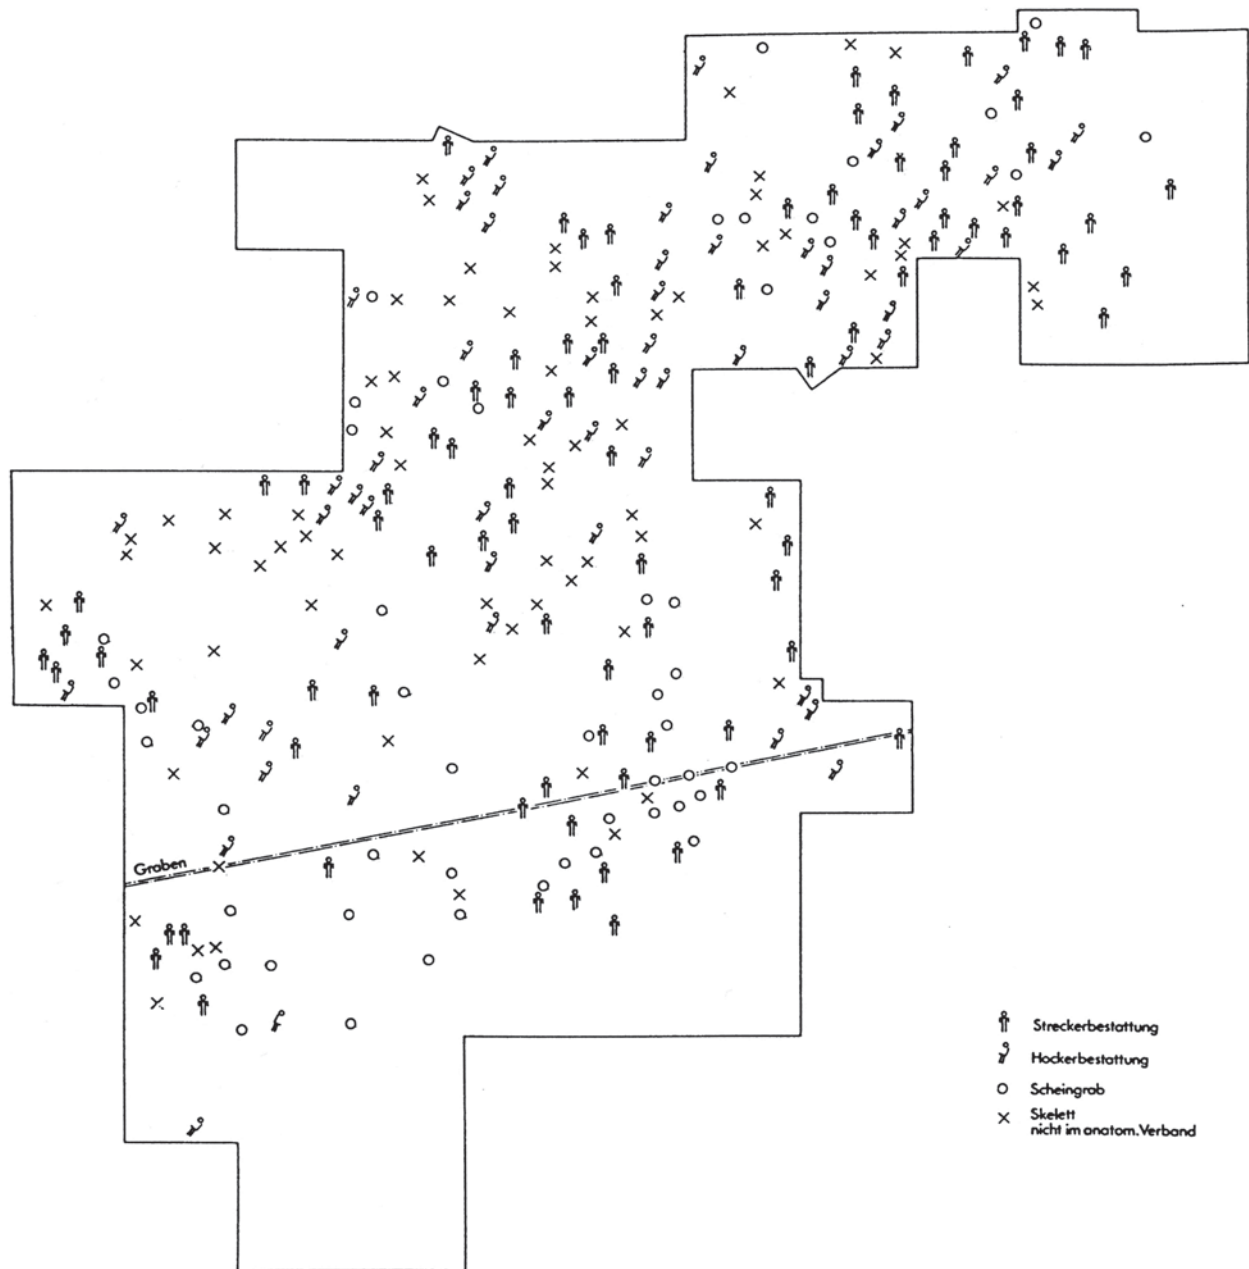 Graben
Streckerbestattung
Hockerbestattung
Scheingrab
Skelett
nicht im anatom. Verband